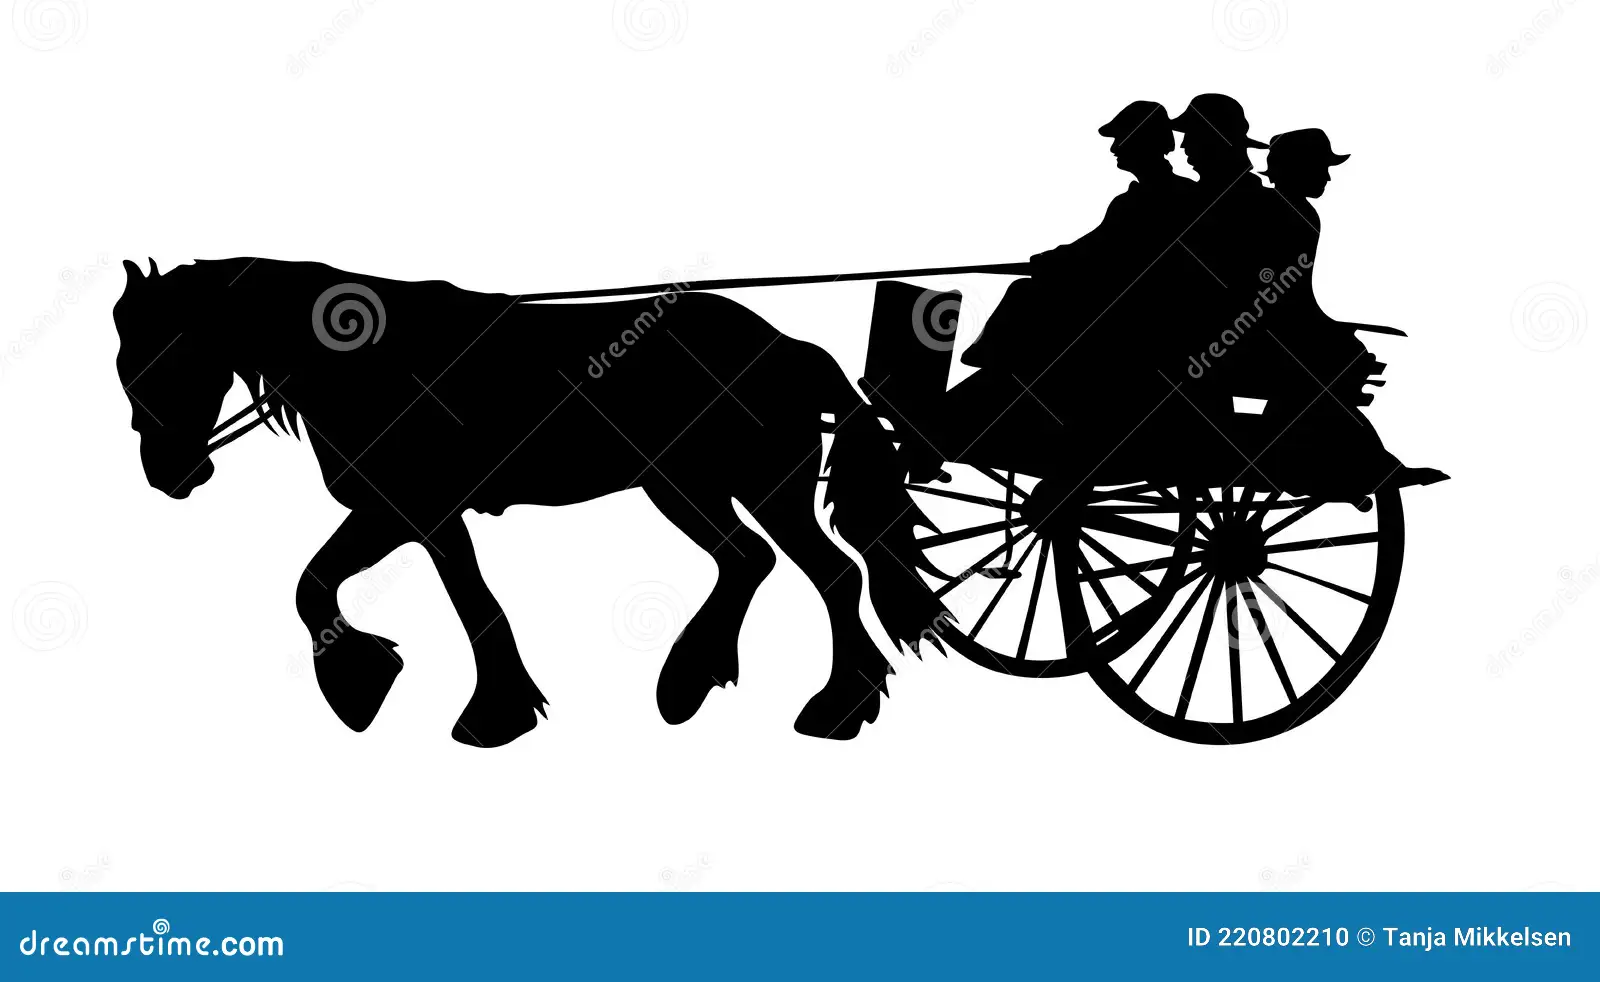 dreamstime.com
ID 220802210 © Tanja Mikkelsen